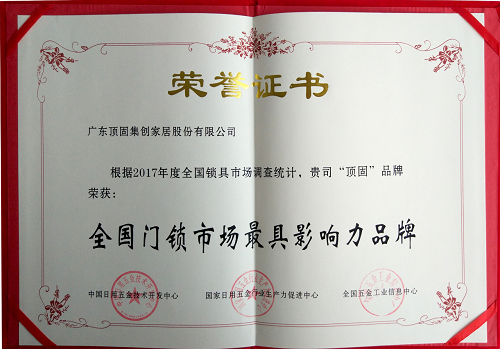 荣誉证书
广东顶固集创家居股份有限公司
根据2017年度全国锁具市场调查统计，贵司“顶固”品牌
荣获：
全国门锁市场最具影响力品牌
中国日用五金技术开发中心 国家日用五金行业生产力促进中心 全国五金工业信息中心